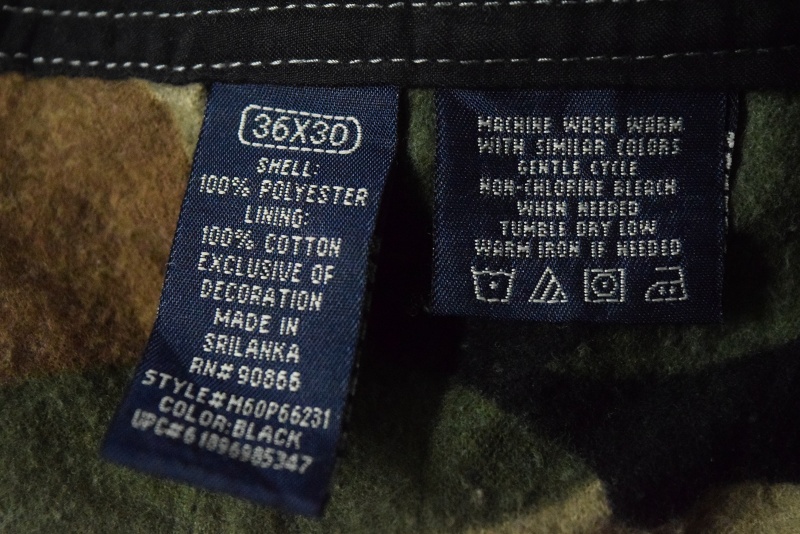 36X30
SHELL:
100% POLYESTER
LINING:
100% COTTON
EXCLUSIVE OF
DECORATION
MADE IN
SRILANKA
RN# 90866
STYLE# H60P66231
COLOR: BLACK
UPC# 61896985347
MACHINE WASH WARM
WITH SIMILAR COLORS
GENTLE CYCLE
NON-CHLORINE BLEACH
WHEN NEEDED
TUMBLE DRY LOW
WARM IRON IF NEEDED